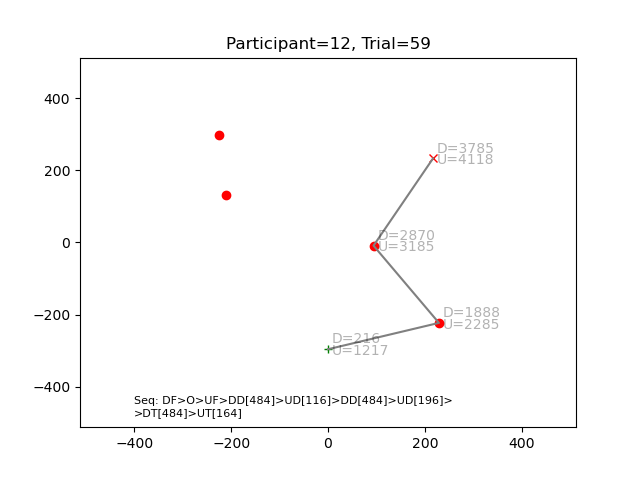 Participant=12, Trial=59
400
200
0
−200
−400
D=3785
U=4118
D=2870
U=3185
D=1888
U=2285
D=216
U=1217
Seq: DF>O>UF>DD[484]>UD[116]>DD[484]>UD[196]>
>DT[484]>UT[164]
−400
−200
0
200
400